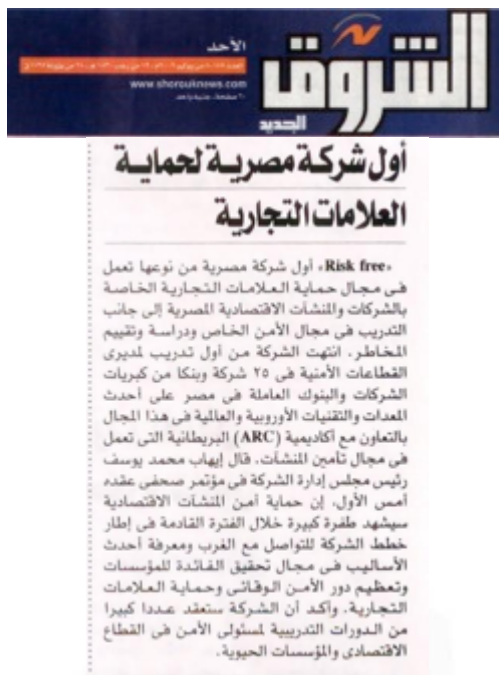 الشروق
الجديد
الأحد
www.shorouknews.com
٢٠ صفحة. جنيه واحد
أول شركة مصرية لحماية
العلامات التجارية
«Risk free» أول شركة مصرية من نوعها تعمل
فى مجال حماية العلامات التجارية الخاصة
بالشركات والمنشآت الاقتصادية المصرية إلى جانب
التدريب فى مجال الأمن الخاص ودراسة وتقييم
المخاطر. انتهت الشركة من أول تدريب لمديرى
القطاعات الأمنية فى ٢٥ شركة وبنكا من كبريات
الشركات والبنوك العاملة فى مصر على أحدث
المعدات والتقنيات الأوروبية والعالمية فى هذا المجال
بالتعاون مع أكاديمية (ARC) البريطانية التى تعمل
فى مجال تأمين المنشآت. قال إيهاب محمد يوسف
رئيس مجلس إدارة الشركة فى مؤتمر صحفى عقده
أمس الأول، إن حماية أمن المنشآت الاقتصادية
سيشهد طفرة كبيرة خلال الفترة القادمة فى إطار
خطط الشركة للتواصل مع الغرب ومعرفة أحدث
الأساليب فى مجال تحقيق الفائدة للمؤسسات
وتعظيم دور الأمن الوقائى وحماية العلامات
التجارية. وأكد أن الشركة ستعقد عددا كبيرا
من الدورات التدريبية لمسئولى الأمن فى القطاع
الاقتصادى والمؤسسات الحيوية.